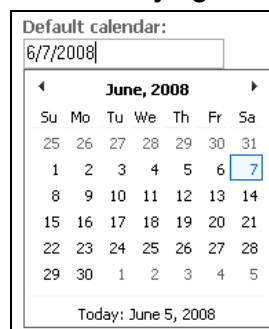 Default calendar:
6/7/2008
June, 2008
Su Mo Tu We Th Fr Sa
25 26 27 28 29 30 31
1 2 3 4 5 6 7
8 9 10 11 12 13 14
15 16 17 18 19 20 21
22 23 24 25 26 27 28
29 30 1 2 3 4 5
Today: June 5, 2008